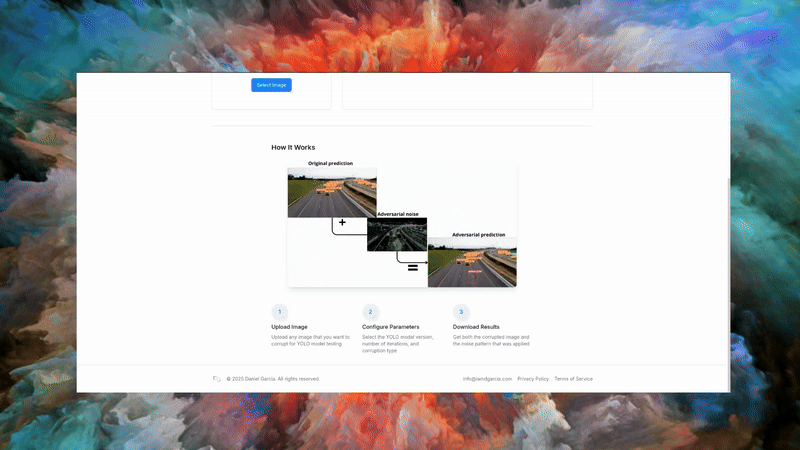 Select Image
How It Works
Original prediction
+
Adversarial noise
=
Adversarial prediction
1
Upload Image
Upload any image that you want to
corrupt for YOLO model testing
2
Configure Parameters
Select the YOLO model version,
number of iterations, and
corruption type
3
Download Results
Get both the corrupted image and
the noise pattern that was applied
© 2025 Daniel García. All rights reserved.
info@iamdgarcia.com Privacy Policy Terms of Service